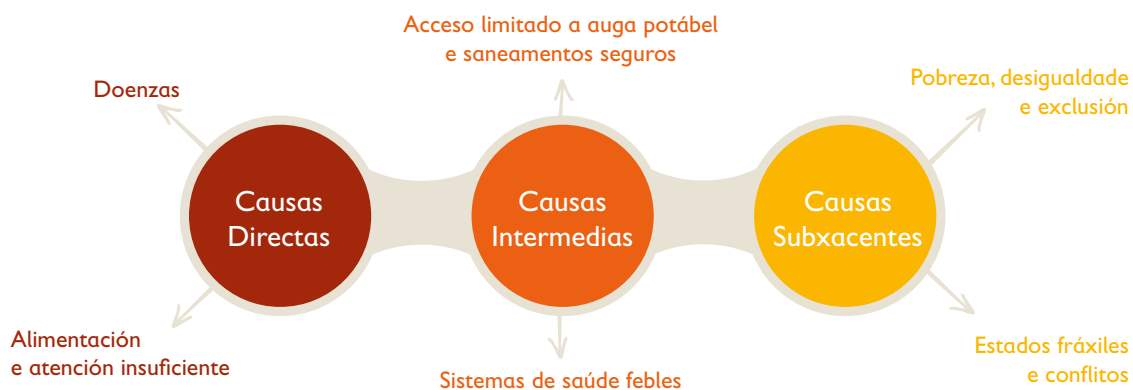 Acceso limitado a auga potábel
e saneamentos seguros
Doenzas
Pobreza, desigualdade
e exclusión
Causas
Directas
Causas
Intermedias
Causas
Subxacentes
Alimentación
e atención insuficiente
Sistemas de saúde febles
Estados fráxiles
e conflitos